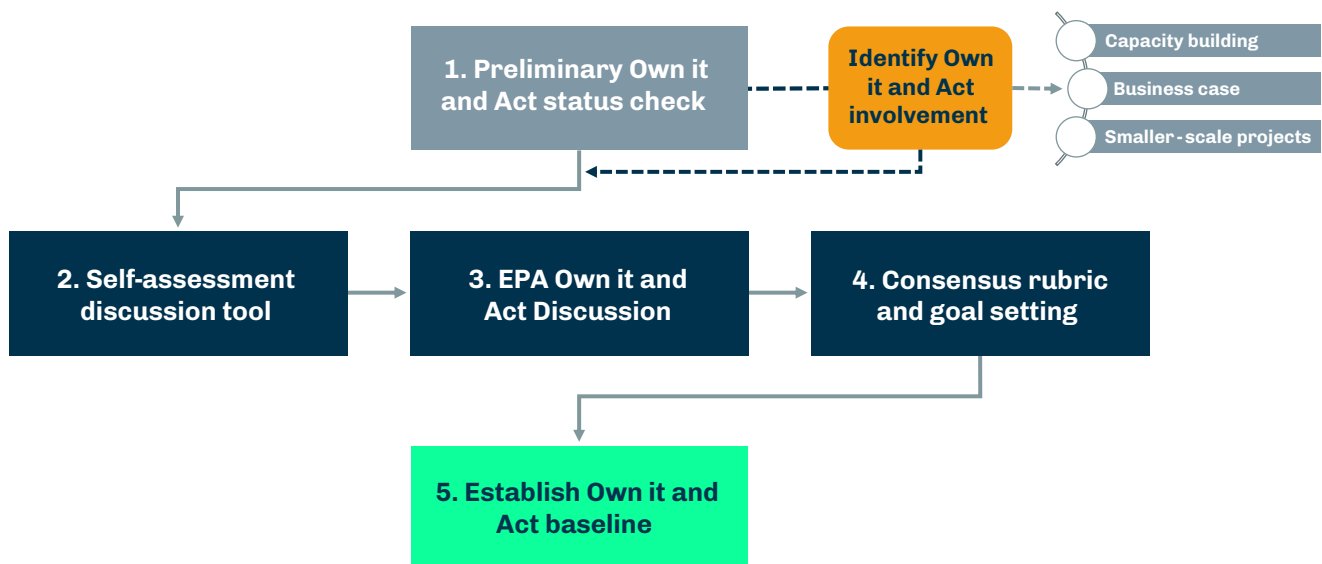 1. Preliminary Own it
and Act status check
Identify Own
it and Act
involvement
Capacity building
Business case
Smaller-scale projects
2. Self-assessment
discussion tool
3. EPA Own it and
Act Discussion
4. Consensus rubric
and goal setting
5. Establish Own it and
Act baseline